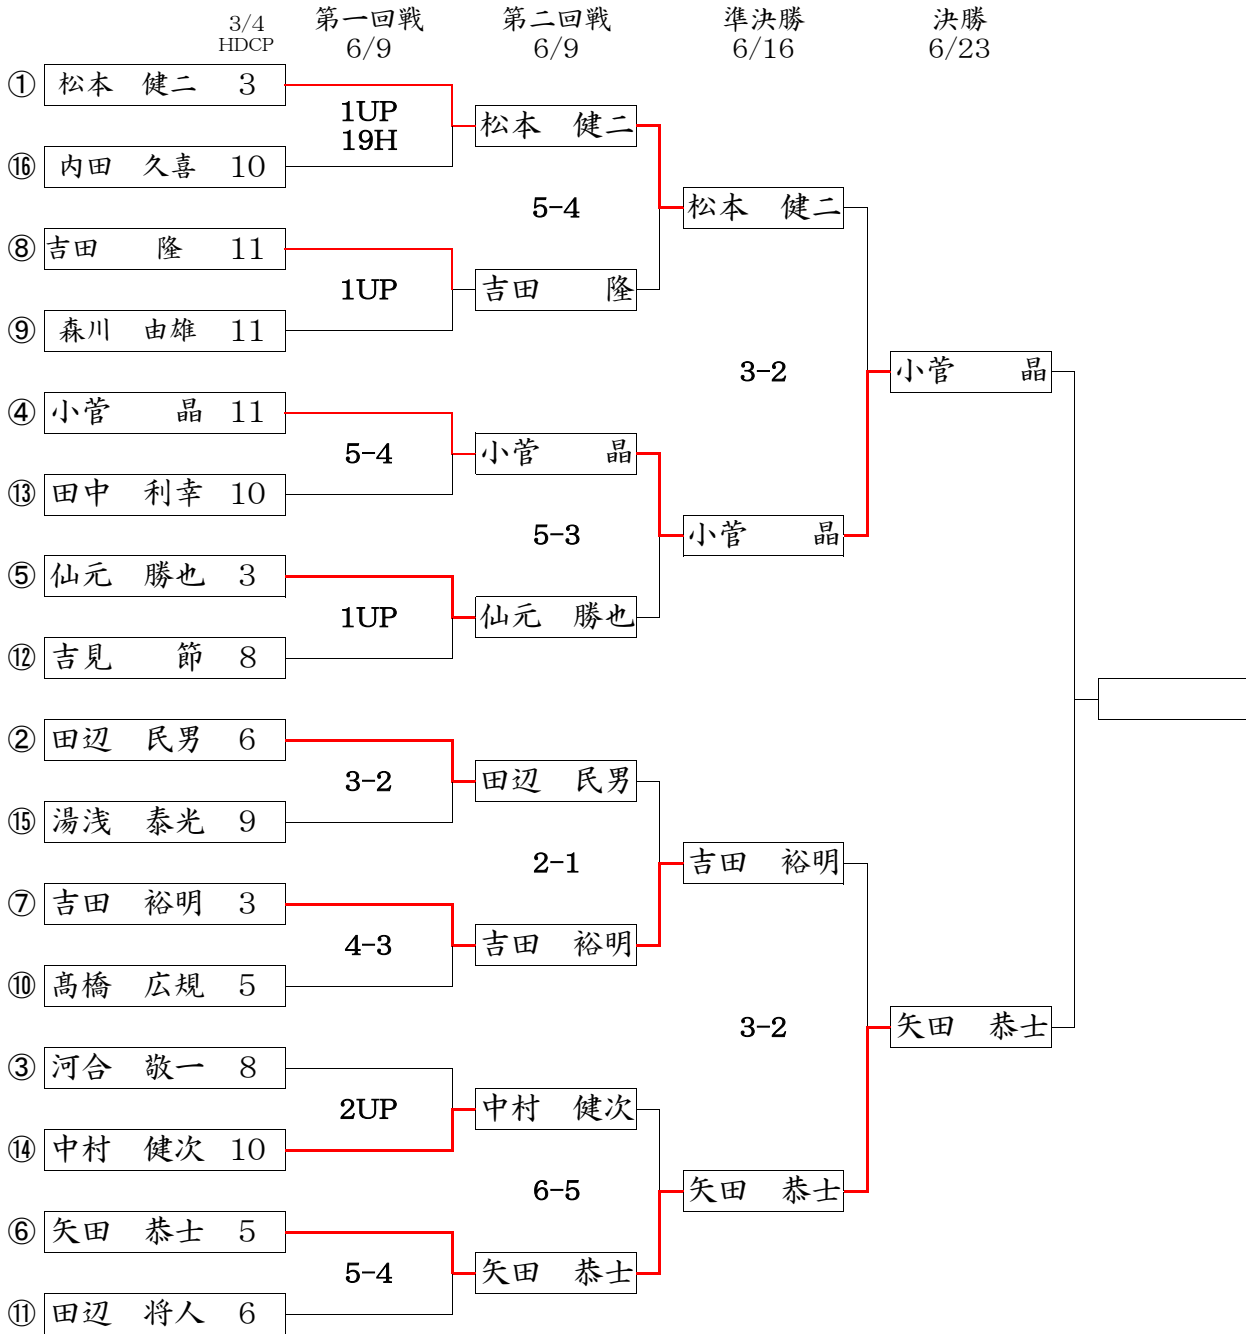 3/4
HDCP
第一回戦
6/9
第二回戦
6/9
準決勝
6/16
決勝
6/23
① 松本　健二 3
⑯ 内田　久喜 10
⑧ 吉田　　隆 11
⑨ 森川　由雄 11
④ 小菅　　晶 11
⑬ 田中　利幸 10
⑤ 仙元　勝也 3
⑫ 吉見　　節 8
② 田辺　民男 6
⑮ 湯浅　泰光 9
⑦ 吉田　裕明 3
⑩ 髙橋　広規 5
③ 河合　敬一 8
⑭ 中村　健次 10
⑥ 矢田　恭士 5
⑪ 田辺　将人 6
1UP
19H
1UP
5-4
1UP
3-2
4-3
2UP
5-4
松本　健二
吉田　　隆
小菅　　晶
仙元　勝也
田辺　民男
吉田　裕明
中村　健次
矢田　恭士
5-4
5-3
2-1
6-5
松本　健二
小菅　　晶
吉田　裕明
矢田　恭士
3-2
3-2
小菅　　晶
矢田　恭士